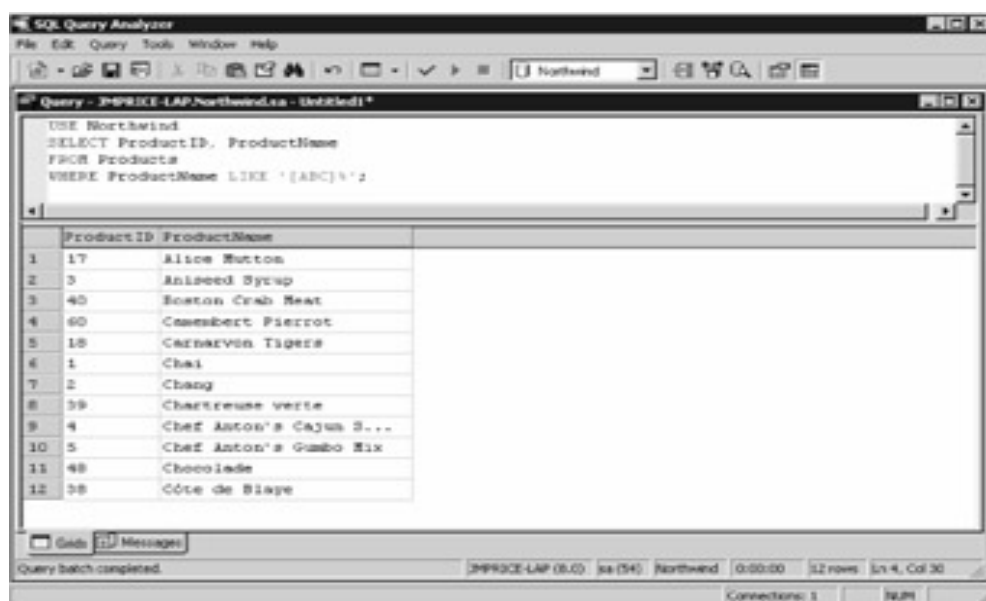 SQL Query Analyzer
File Edit Query Tools Window Help
Northwind
Query - JMPRICE-LAP.Northwind.sa - Untitled1*
USE Northwind
SELECT ProductID, ProductName
FROM Products
WHERE ProductName LIKE '[ABC]%';
ProductID ProductName
1 17 Alice Mutton
2 3 Aniseed Syrup
3 40 Boston Crab Meat
4 60 Camembert Pierrot
5 18 Carnarvon Tigers
6 1 Chai
7 2 Chang
8 39 Chartreuse verte
9 4 Chef Anton's Cajun S...
10 5 Chef Anton's Gumbo Mix
11 48 Chocolade
12 38 Côte de Blaye
Grids Messages
Query batch completed. JMPRICE-LAP (8.0) sa (54) Northwind 0:00:00 12 rows Ln 4, Col 30
Connections: 1 NUM